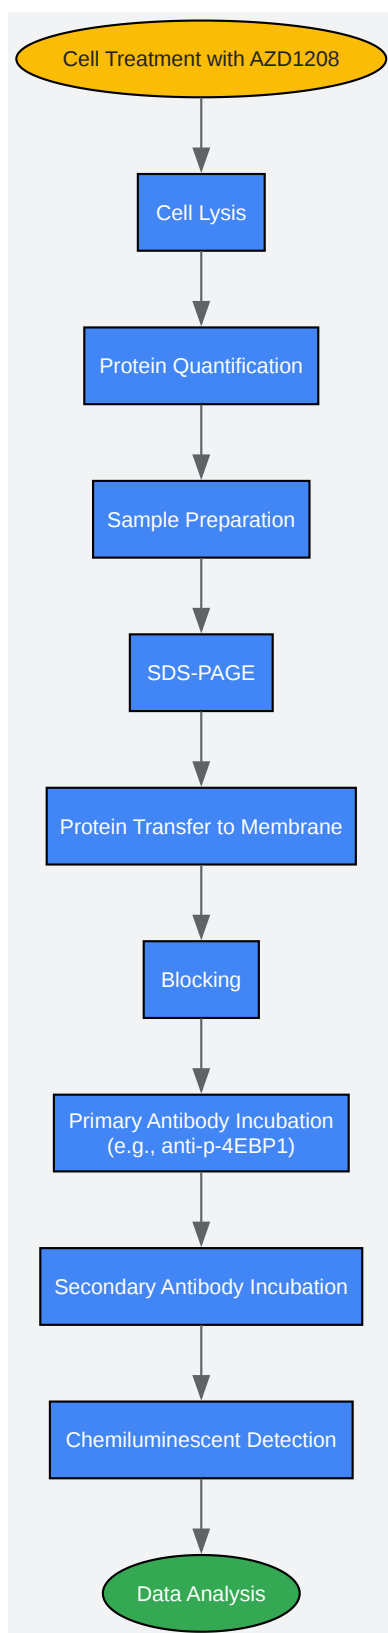 Cell Treatment with AZD1208
Cell Lysis
Protein Quantification
Sample Preparation
SDS-PAGE
Protein Transfer to Membrane
Blocking
Primary Antibody Incubation
(e.g., anti-p-4EBP1)
Secondary Antibody Incubation
Chemiluminescent Detection
Data Analysis